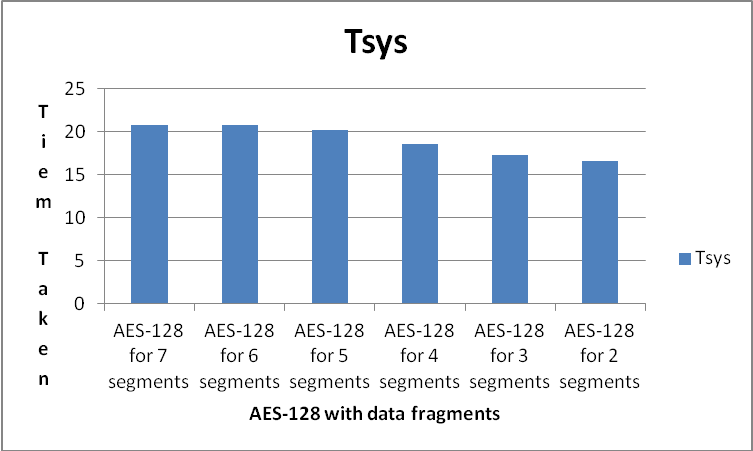 Tsys
Tiem Taken
25
20
15
10
5
0
AES-128 for 7 segments
AES-128 for 6 segments
AES-128 for 5 segments
AES-128 for 4 segments
AES-128 for 3 segments
AES-128 for 2 segments
AES-128 with data fragments
Tsys